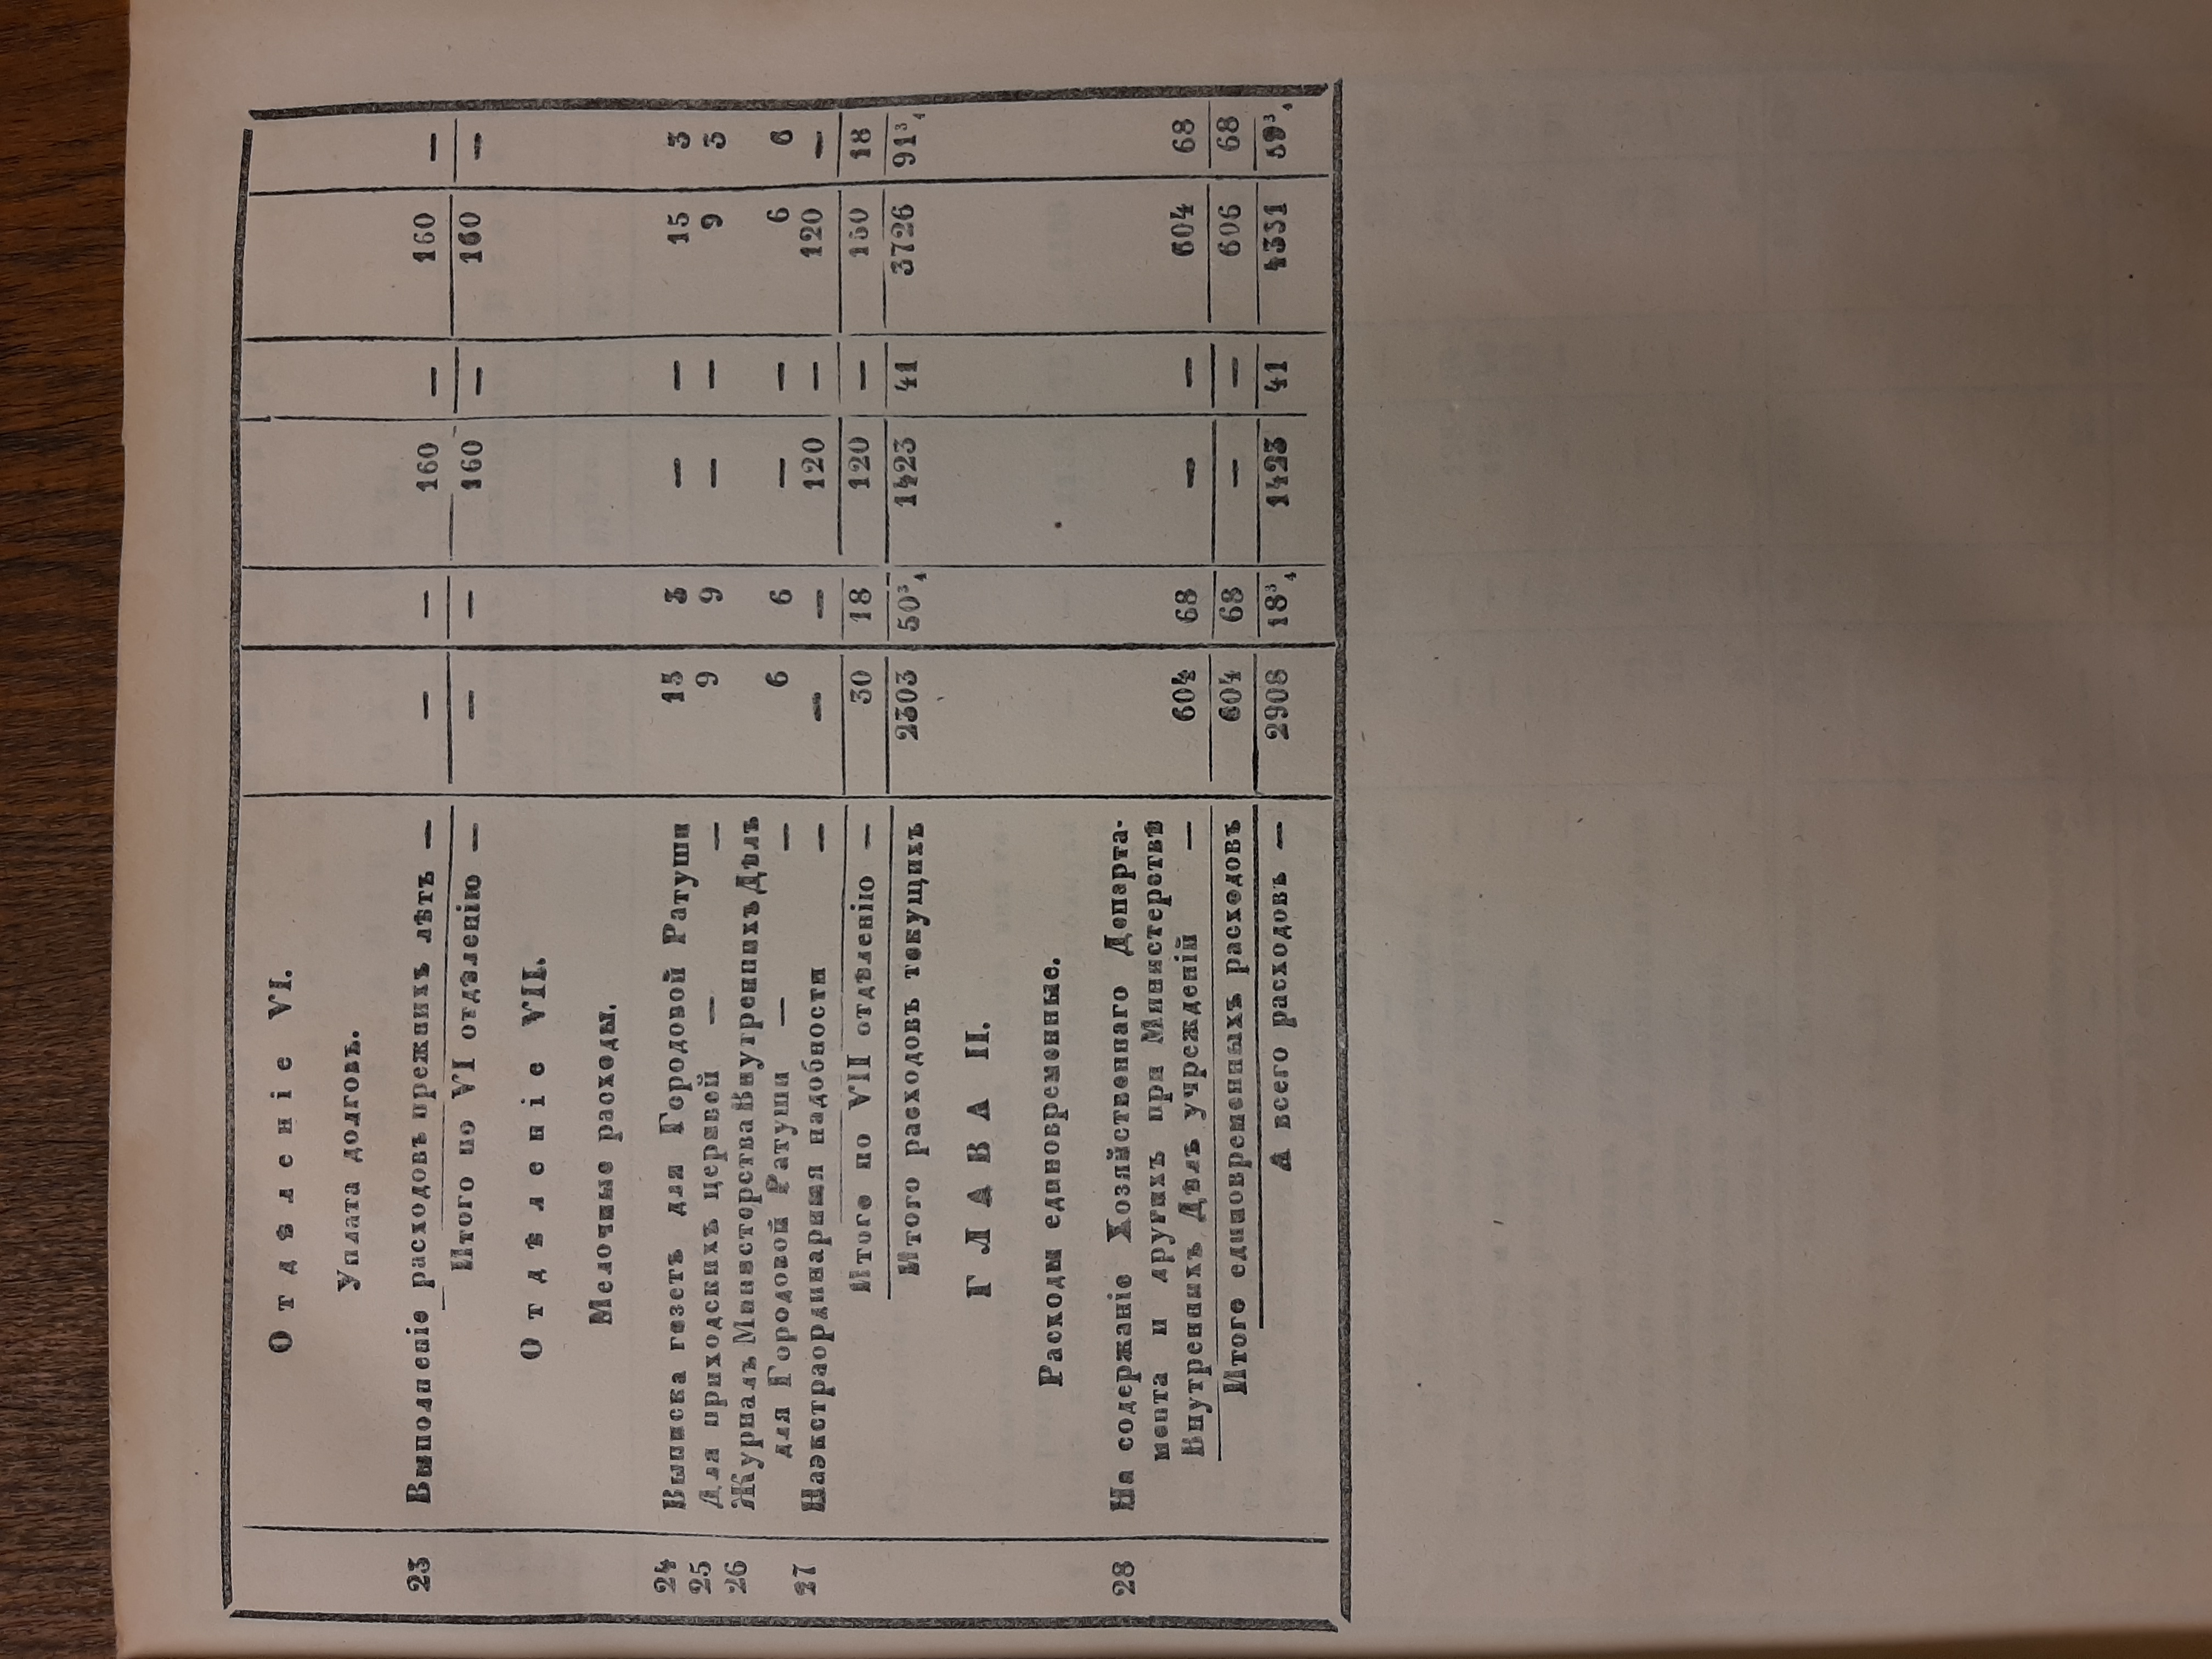 Отдѣленіе VI.
Уплата долговъ.
23 Выполненіе расходовъ прежнихъ лѣтъ — — — 160 — 160 —
Итого по VI отдѣленію — — — 160 — 160 —
Отдѣленіе VII.
Мелочные расходы.
24 Выписка газетъ для Городовой Ратуши 15 3 — — 15 3
25 Для приходскихъ церквей — — 9 9 — — 9 3
26 Журналъ Министерства Внутреннихъ Дѣлъ
для Городовой Ратуши — — 6 6 — — 6 6
27 На экстраординарныя надобности — — — 120 — 120 —
Итого по VII отдѣленію — 30 18 120 — 150 18
Итого расходовъ текущихъ 2303 50 3/4 1423 41 3726 91 3/4
ГЛАВА II.
Расходы единовременные.
28 На содержаніе Хозяйственнаго Департа-
мента и другихъ при Министерствѣ
Внутреннихъ Дѣлъ учрежденій — 604 68 — — 604 68
Итого единовременныхъ расходовъ 604 68 — — 606 68
А всего расходовъ — 2908 18 3/4 1423 41 4331 59 3/4